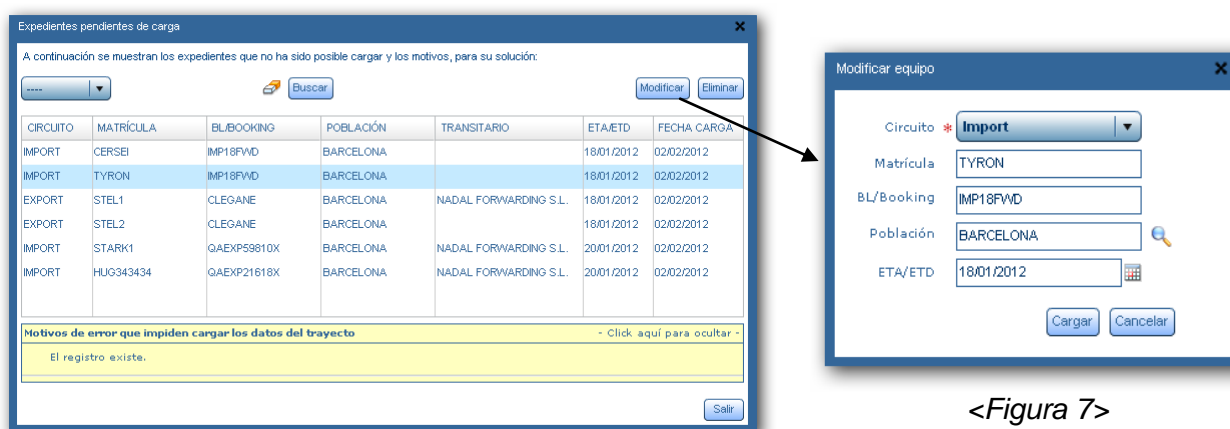 Expedientes pendientes de carga
A continuación se muestran los expedientes que no ha sido posible cargar y los motivos, para su solución:
---- Buscar Modificar Eliminar
CIRCUITO MATRÍCULA BL/BOOKING POBLACIÓN TRANSITARIO ETA/ETD FECHA CARGA
IMPORT CERSEI IMP18FWD BARCELONA 18/01/2012 02/02/2012
IMPORT TYRON IMP18FWD BARCELONA 18/01/2012 02/02/2012
EXPORT STEL1 CLEGANE BARCELONA NADAL FORWARDING S.L. 18/01/2012 02/02/2012
EXPORT STEL2 CLEGANE BARCELONA 18/01/2012 02/02/2012
IMPORT STARK1 QAEXP59810X BARCELONA NADAL FORWARDING S.L. 20/01/2012 02/02/2012
IMPORT HUG343434 QAEXP21618X BARCELONA NADAL FORWARDING S.L. 20/01/2012 02/02/2012
Motivos de error que impiden cargar los datos del trayecto - Click aquí para ocultar -
El registro existe.
Salir
Modificar equipo
Circuito * Import
Matrícula TYRON
BL/Booking IMP18FWD
Población BARCELONA
ETA/ETD 18/01/2012
Cargar Cancelar
<Figura 7>